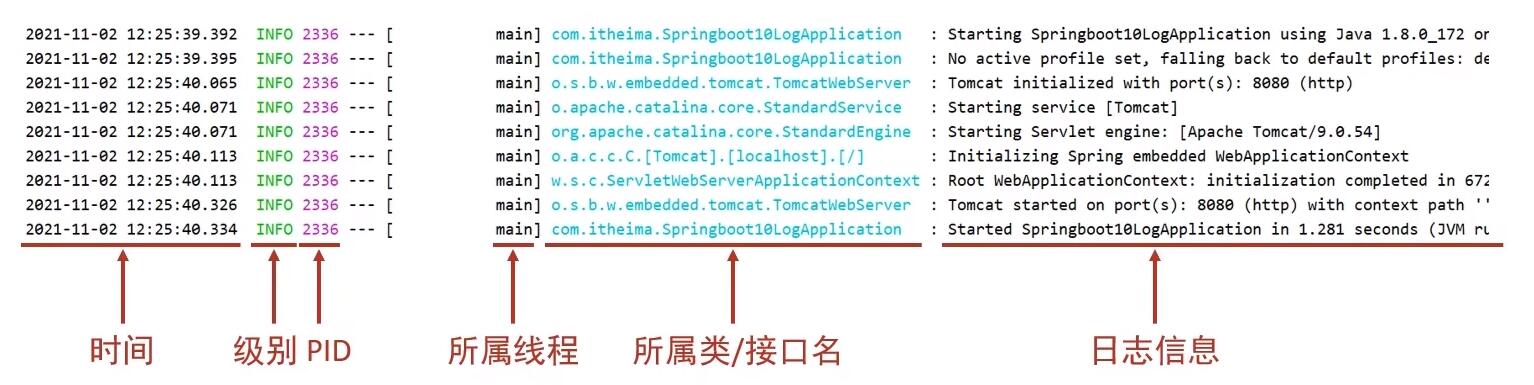 2021-11-02 12:25:39.392 INFO 2336 --- [ main] com.itheima.Springboot10LogApplication : Starting Springboot10LogApplication using Java 1.8.0_172 on
2021-11-02 12:25:39.395 INFO 2336 --- [ main] com.itheima.Springboot10LogApplication : No active profile set, falling back to default profiles: de
2021-11-02 12:25:40.065 INFO 2336 --- [ main] o.s.b.w.embedded.tomcat.TomcatWebServer : Tomcat initialized with port(s): 8080 (http)
2021-11-02 12:25:40.071 INFO 2336 --- [ main] o.apache.catalina.core.StandardService : Starting service [Tomcat]
2021-11-02 12:25:40.071 INFO 2336 --- [ main] org.apache.catalina.core.StandardEngine : Starting Servlet engine: [Apache Tomcat/9.0.54]
2021-11-02 12:25:40.113 INFO 2336 --- [ main] o.a.c.c.C.[Tomcat].[localhost].[/] : Initializing Spring embedded WebApplicationContext
2021-11-02 12:25:40.113 INFO 2336 --- [ main] w.s.c.ServletWebServerApplicationContext : Root WebApplicationContext: initialization completed in 672
2021-11-02 12:25:40.326 INFO 2336 --- [ main] o.s.b.w.embedded.tomcat.TomcatWebServer : Tomcat started on port(s): 8080 (http) with context path ''
2021-11-02 12:25:40.334 INFO 2336 --- [ main] com.itheima.Springboot10LogApplication : Started Springboot10LogApplication in 1.281 seconds (JVM ru
时间 级别 PID 所属线程 所属类/接口名 日志信息